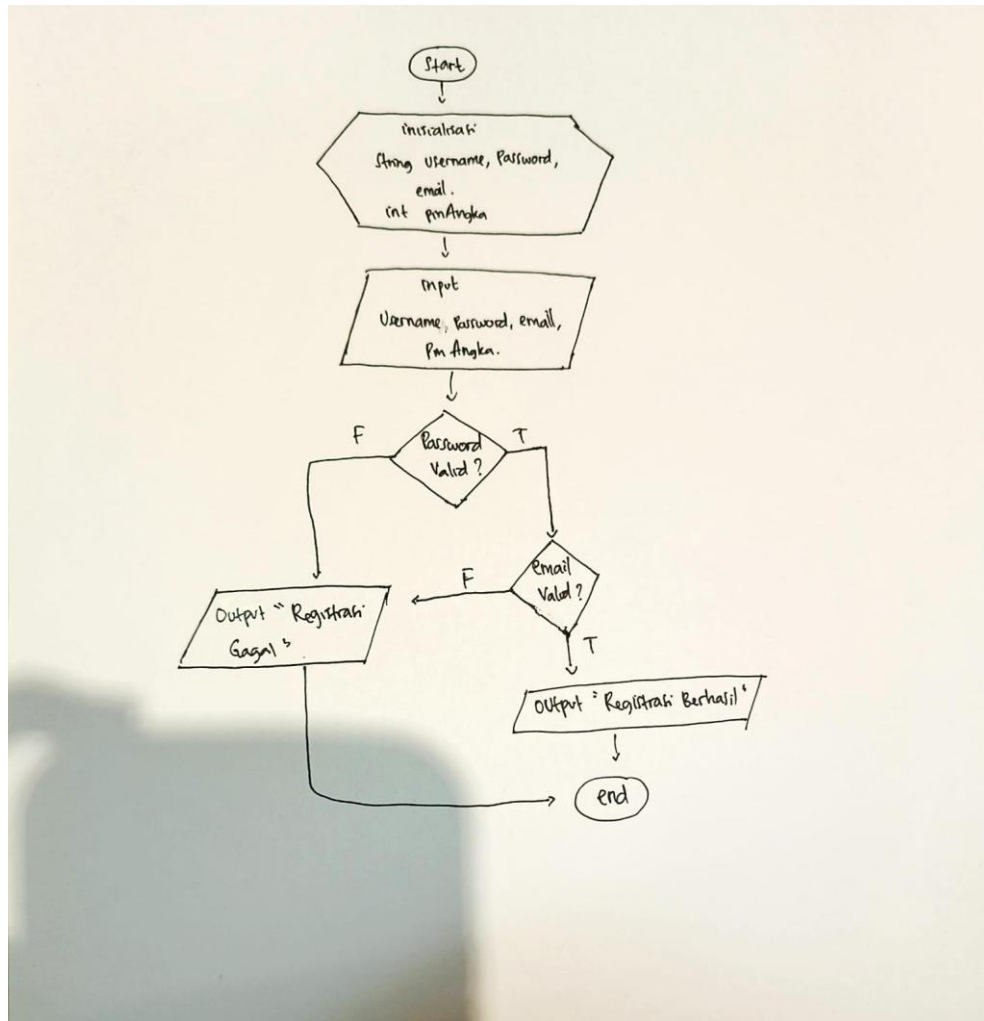 Start
inisialisasi
String username, Password,
email.
int pinAngka
input
Username, Password, email,
Pin Angka.
F
Password
T
Valid?
email
F
Valid?
Output "Registrasi
Gagal"
T
Output "Registrasi Berhasil"
end